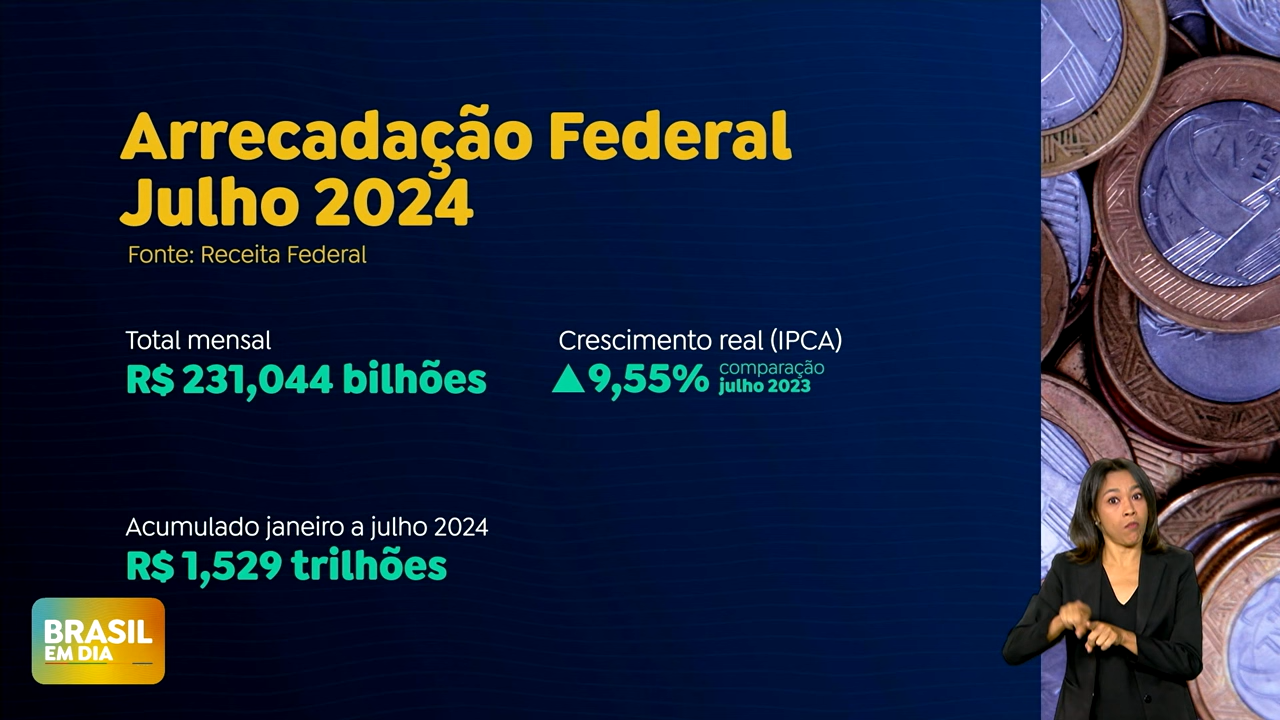 Arrecadação Federal
Julho 2024
Fonte: Receita Federal
Total mensal
R$ 231,044 bilhões
Crescimento real (IPCA)
▲9,55% comparação
julho 2023
Acumulado janeiro a julho 2024
R$ 1,529 trilhões
BRASIL
EM DIA